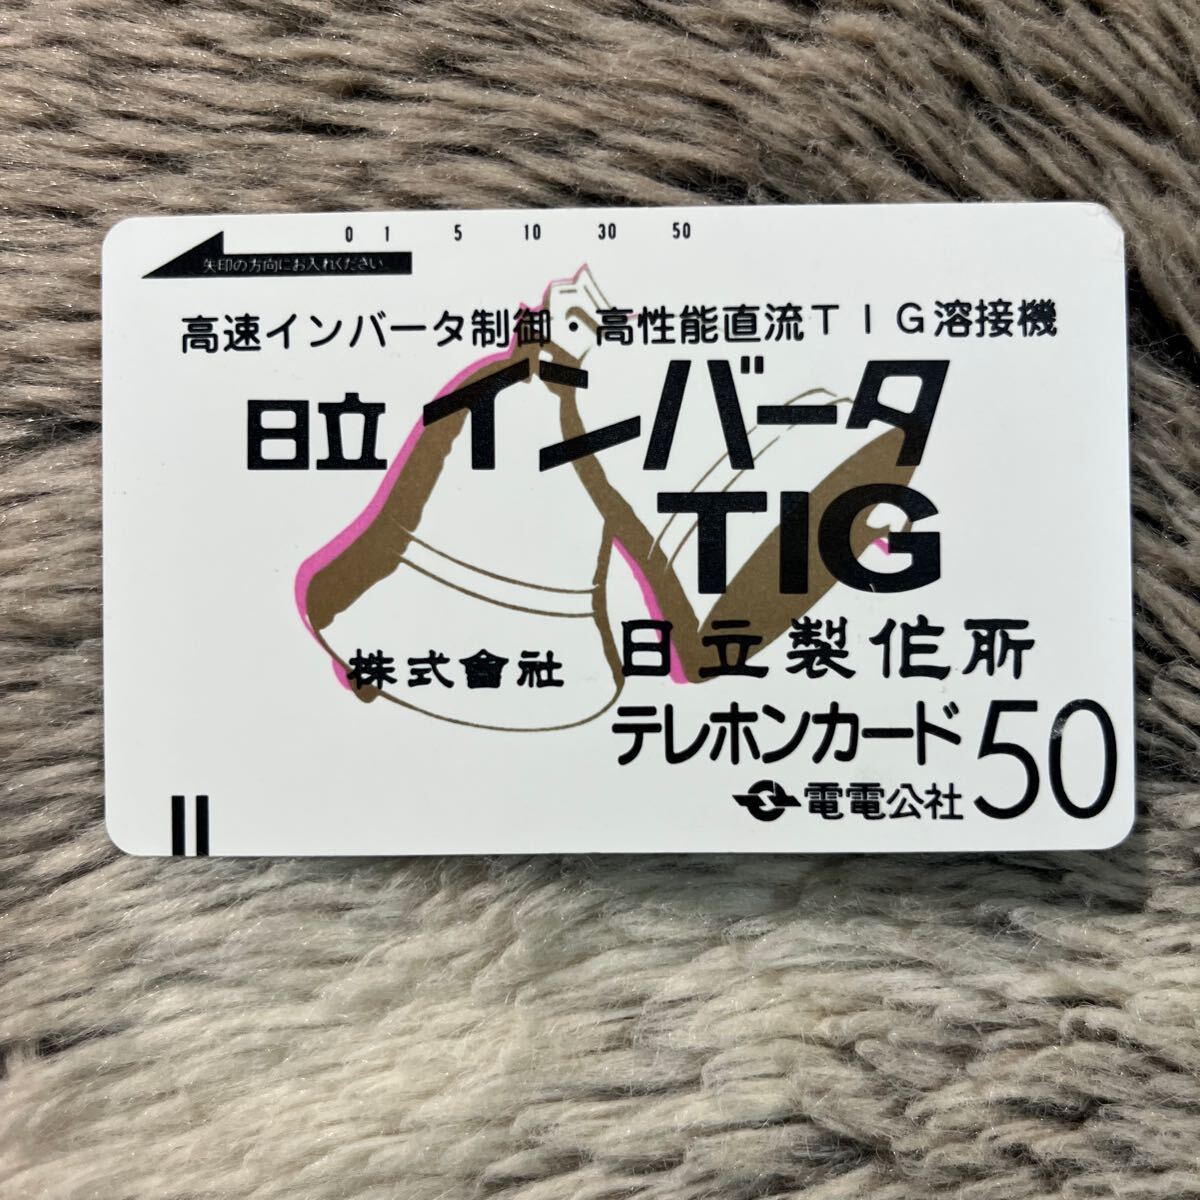 0 1 5 10 30 50
矢印の方向にお入れください
高速インバータ制御・高性能直流TIG溶接機
日立インバータ
TIG
株式會社 日立製作所
テレホンカード50
電電公社